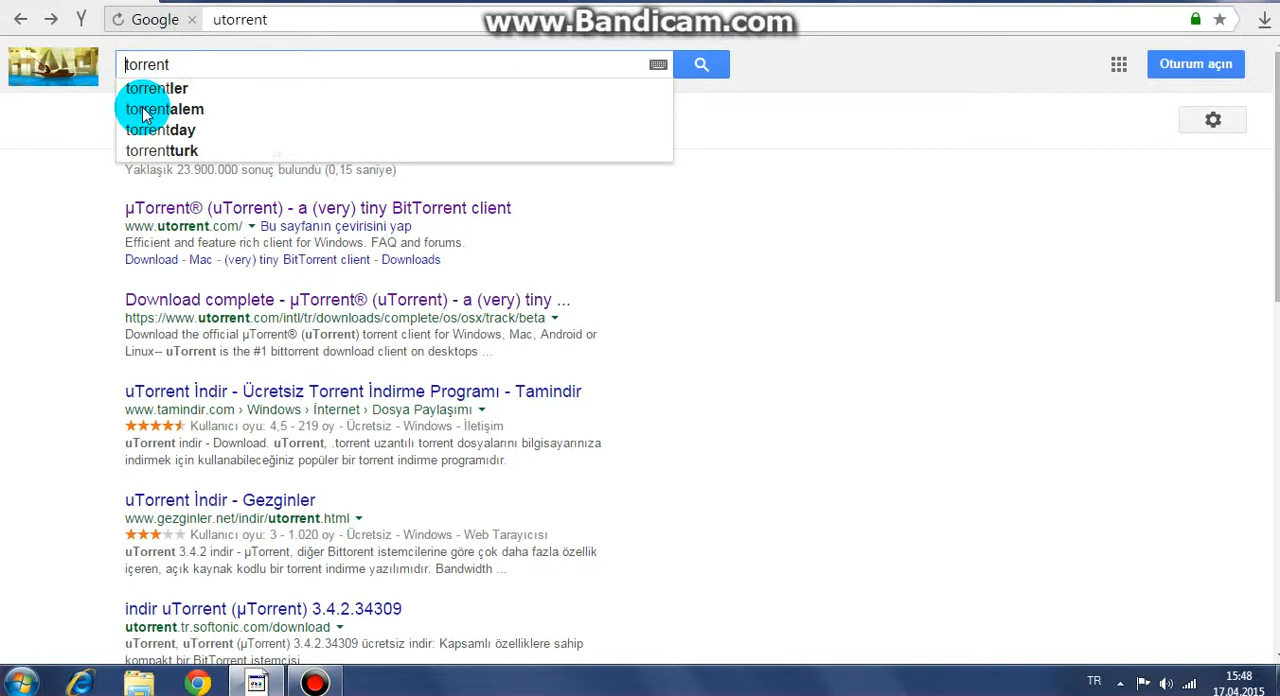 Google
utorrent
www.Bandicam.com
torrent
Oturum açın
torrentler
torrentalem
torrentday
torrentturk
Yaklaşık 23.900.000 sonuç bulundu (0,15 saniye)
µTorrent® (uTorrent) - a (very) tiny BitTorrent client
www.utorrent.com/ Bu sayfanın çevirisini yap
Efficient and feature rich client for Windows. FAQ and forums.
Download - Mac - (very) tiny BitTorrent client - Downloads
Download complete - µTorrent® (uTorrent) - a (very) tiny ...
https://www.utorrent.com/intl/tr/downloads/complete/os/osx/track/beta
Download the official µTorrent® (uTorrent) torrent client for Windows, Mac, Android or
Linux-- uTorrent is the #1 bittorrent download client on desktops ...
uTorrent İndir - Ücretsiz Torrent İndirme Programı - Tamindir
www.tamindir.com › Windows › İnternet › Dosya Paylaşımı
Kullanıcı oyu: 4,5 - 219 oy - Ücretsiz - Windows - İletişim
uTorrent indir - Download. uTorrent, .torrent uzantılı torrent dosyalarını bilgisayarınıza
indirmek için kullanabileceğiniz popüler bir torrent indirme programıdır.
uTorrent İndir - Gezginler
www.gezginler.net/indir/utorrent.html
Kullanıcı oyu: 3 - 1.020 oy - Ücretsiz - Windows - Web Tarayıcısı
uTorrent 3.4.2 indir - µTorrent, diğer Bittorent istemcilerine göre çok daha fazla özellik
içeren, açık kaynak kodlu bir torrent indirme yazılımıdır. Bandwidth ...
indir uTorrent (µTorrent) 3.4.2.34309
utorrent.tr.softonic.com/download
uTorrent, uTorrent (µTorrent) 3.4.2.34309 ücretsiz indir: Kapsamlı özelliklere sahip
kompakt bir BitTorrent istemcisi
TR
15:48
17.04.2015